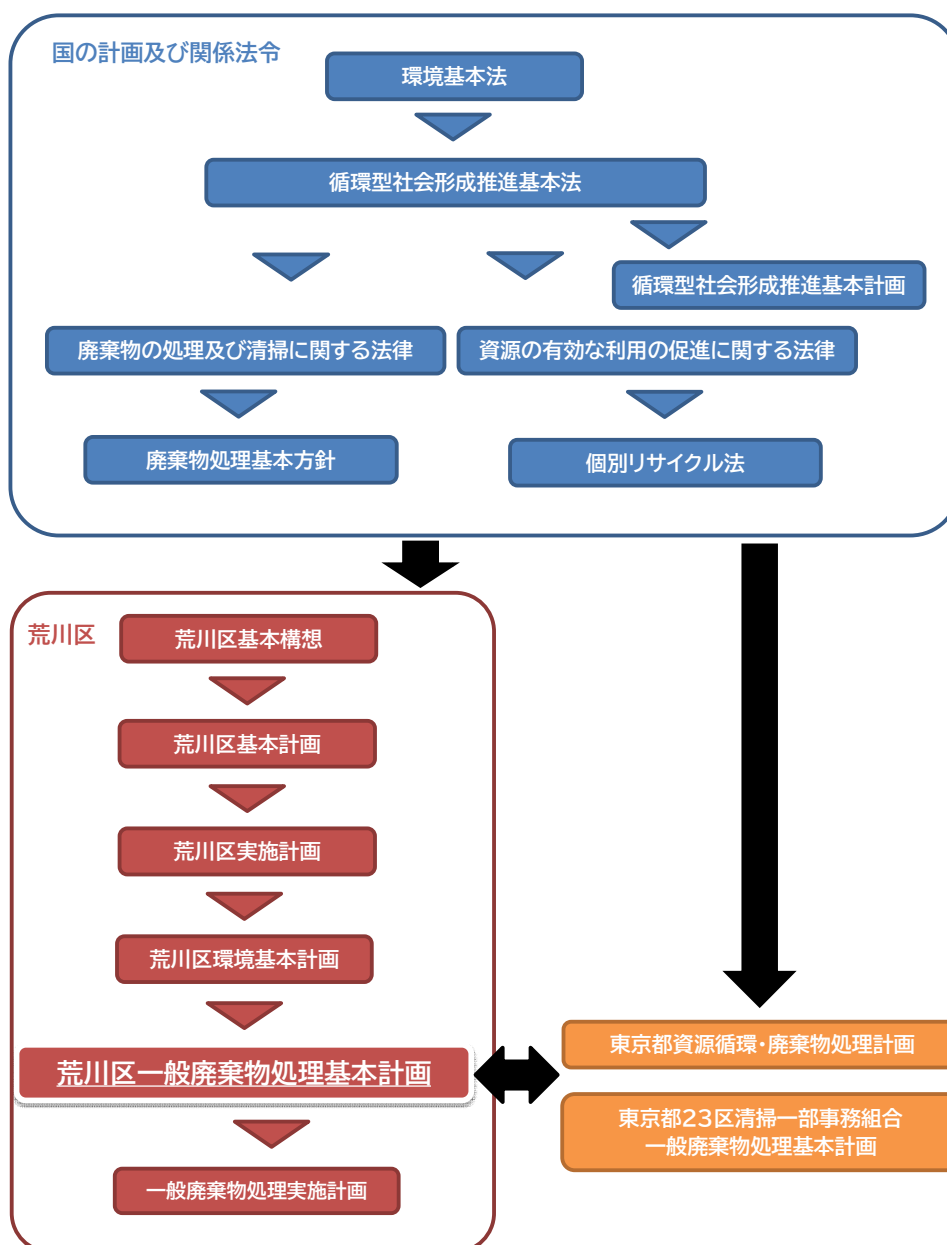 国の計画及び関係法令
環境基本法
循環型社会形成推進基本法
循環型社会形成推進基本計画
廃棄物の処理及び清掃に関する法律
資源の有効な利用の促進に関する法律
廃棄物処理基本方針
個別リサイクル法
荒川区
荒川区基本構想
荒川区基本計画
荒川区実施計画
荒川区環境基本計画
荒川区一般廃棄物処理基本計画
一般廃棄物処理実施計画
東京都資源循環・廃棄物処理計画
東京都23区清掃一部事務組合
一般廃棄物処理基本計画